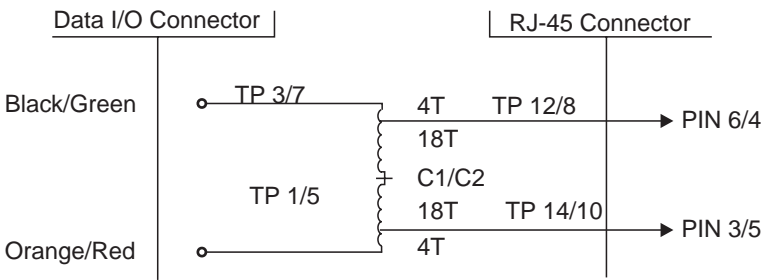 Data I/O Connector RJ-45 Connector
Black/Green TP 3/7 4T TP 12/8 PIN 6/4
18T
C1/C2
TP 1/5 18T TP 14/10 PIN 3/5
Orange/Red 4T